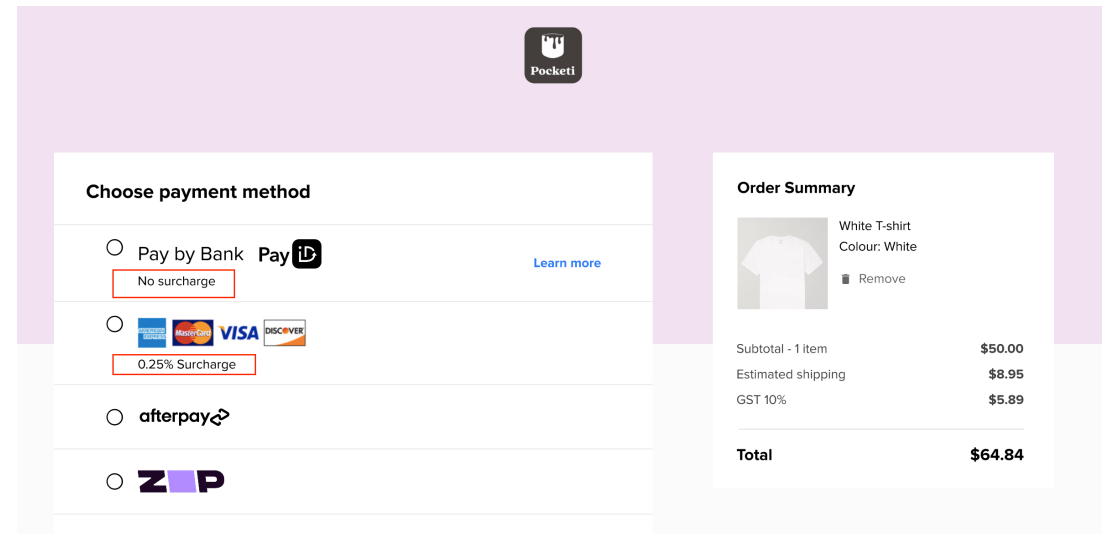 Pocketi
Choose payment method
Pay by Bank PayiD
Learn more
No surcharge
AMERICAN EXPRESS MasterCard VISA DISCOVER
0.25% Surcharge
afterpay
ZIP
Order Summary
White T-shirt
Colour: White
Remove
Subtotal - 1 item $50.00
Estimated shipping $8.95
GST 10% $5.89
Total $64.84